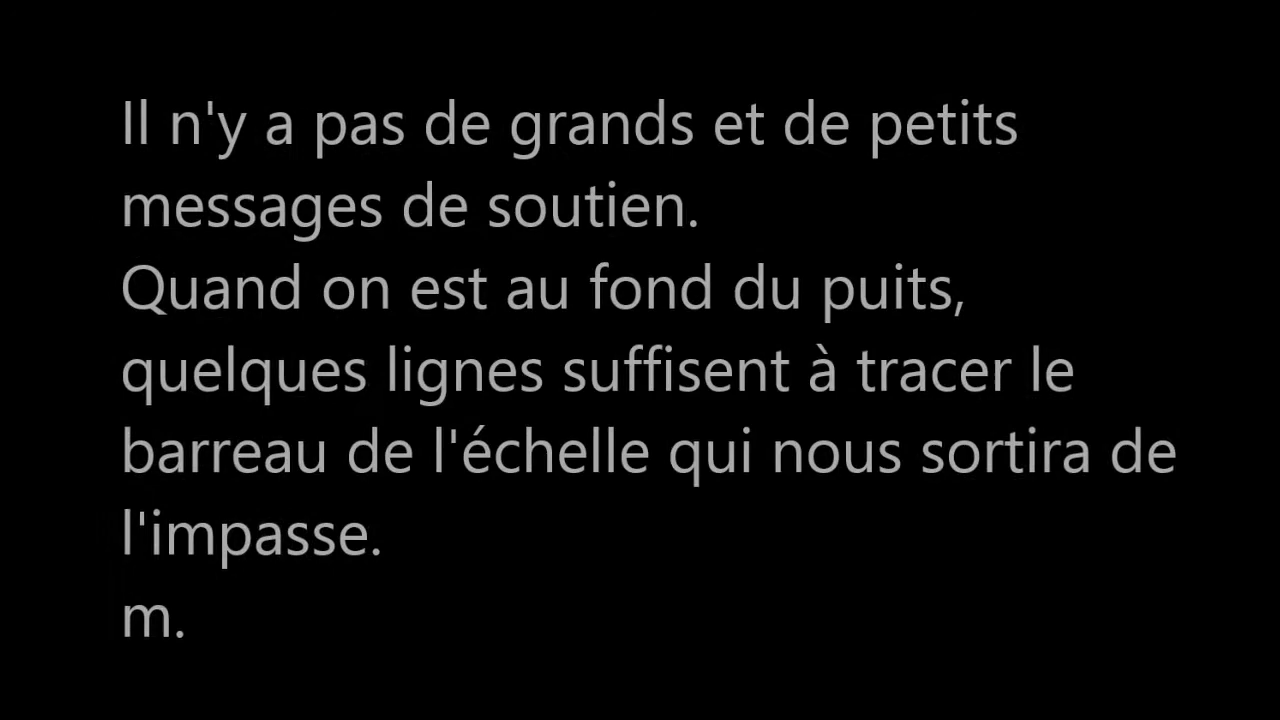 Il n'y a pas de grands et de petits
messages de soutien.
Quand on est au fond du puits,
quelques lignes suffisent à tracer le
barreau de l'échelle qui nous sortira de
l'impasse.
m.